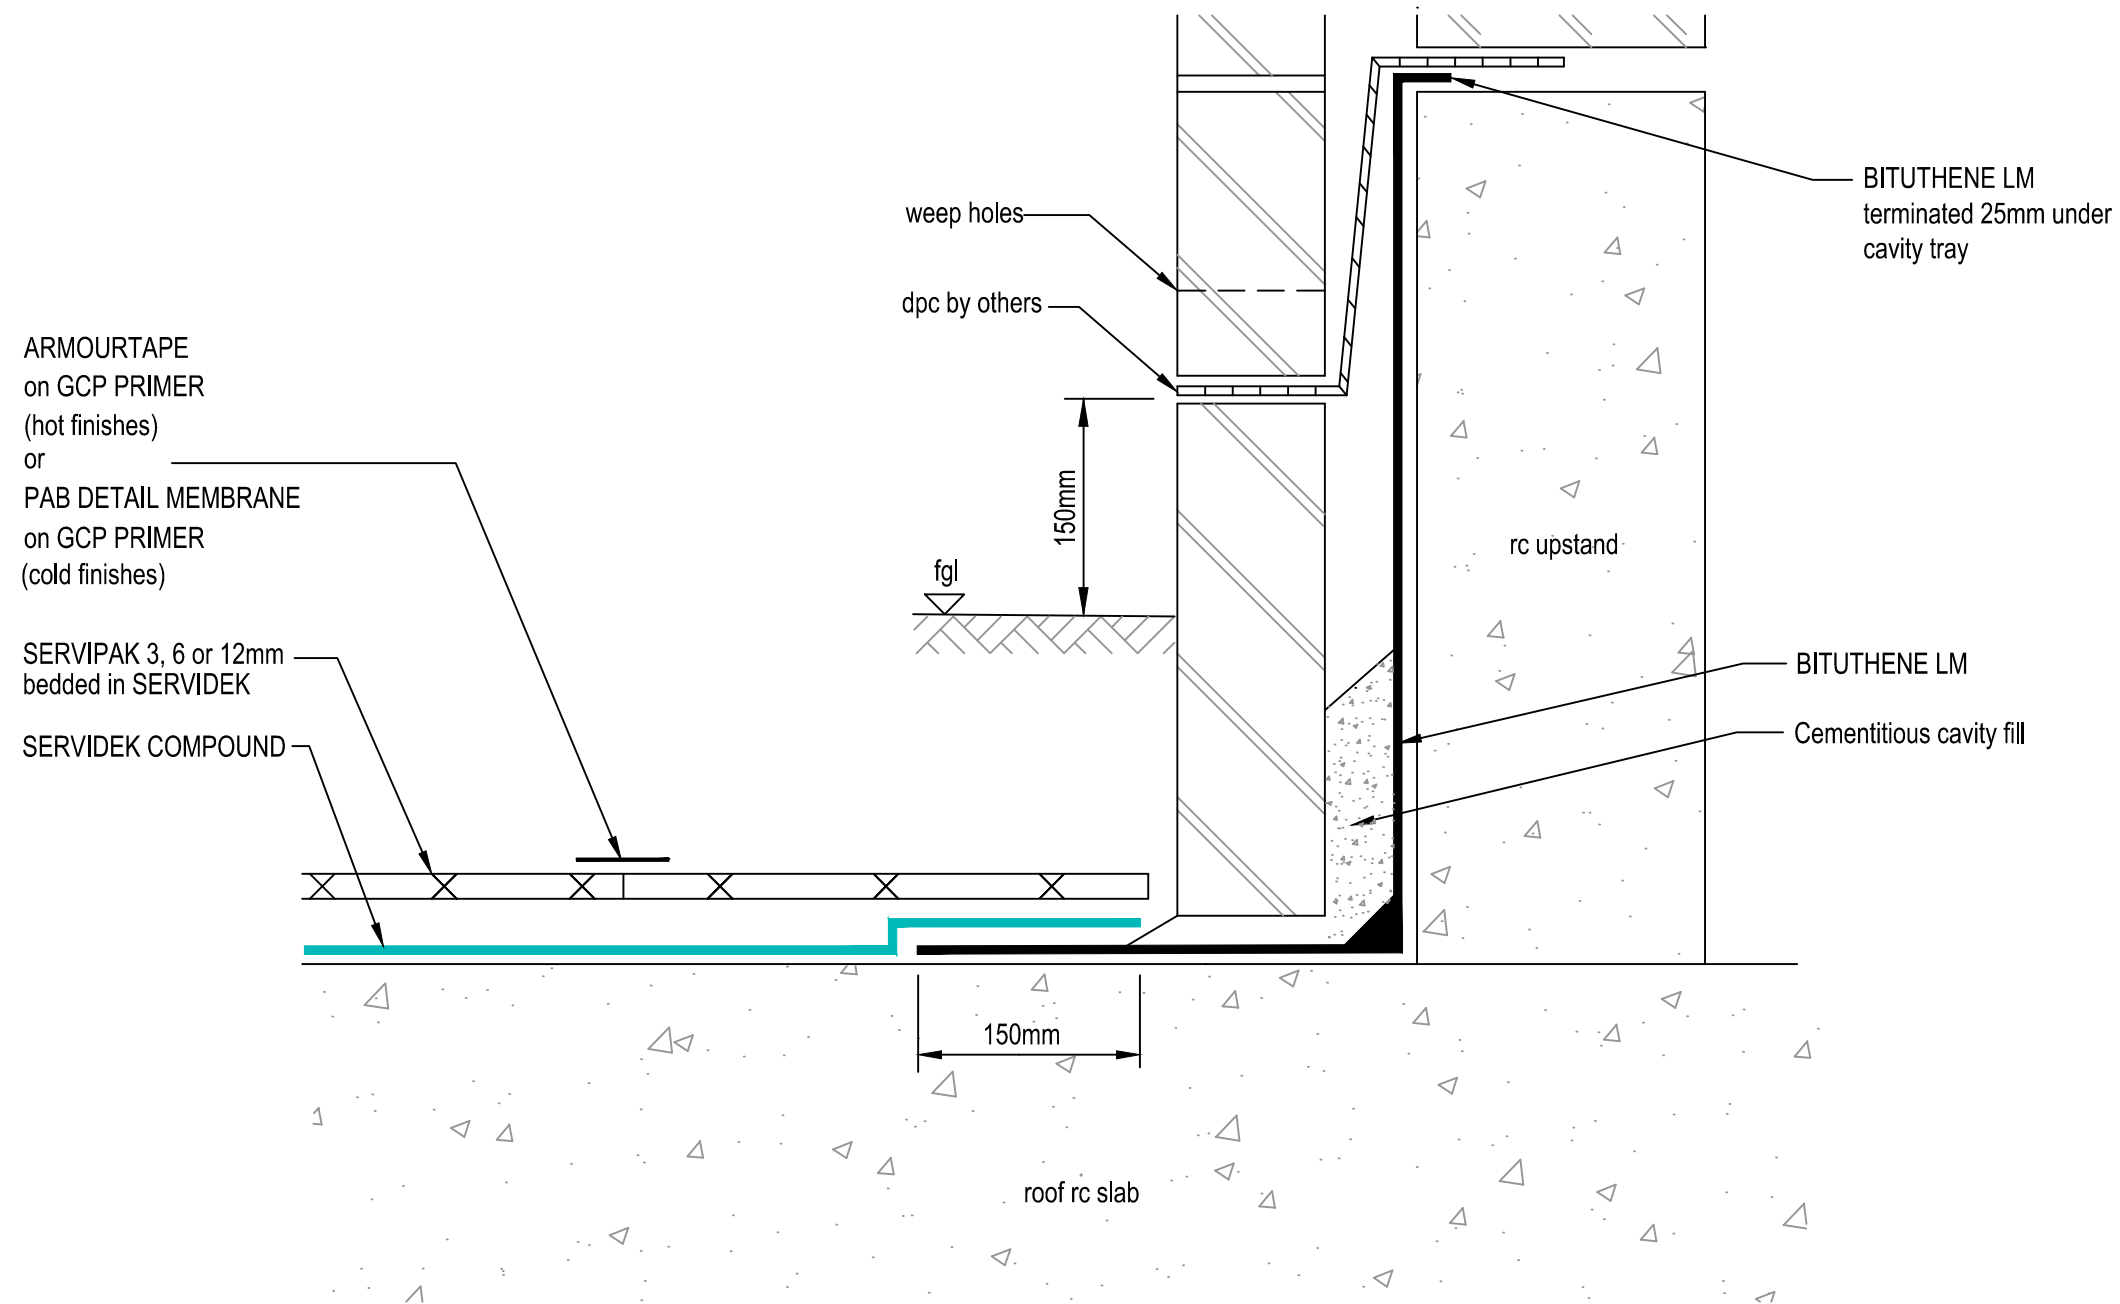 BITUTHENE LM
terminated 25mm under
cavity tray
weep holes
dpc by others
ARMOURTAPE
on GCP PRIMER
(hot finishes)
or
PAB DETAIL MEMBRANE
on GCP PRIMER
(cold finishes)
150mm
rc upstand
fgl
SERVIPAK 3, 6 or 12mm
bedded in SERVIDEK
BITUTHENE LM
Cementitious cavity fill
SERVIDEK COMPOUND
150mm
roof rc slab